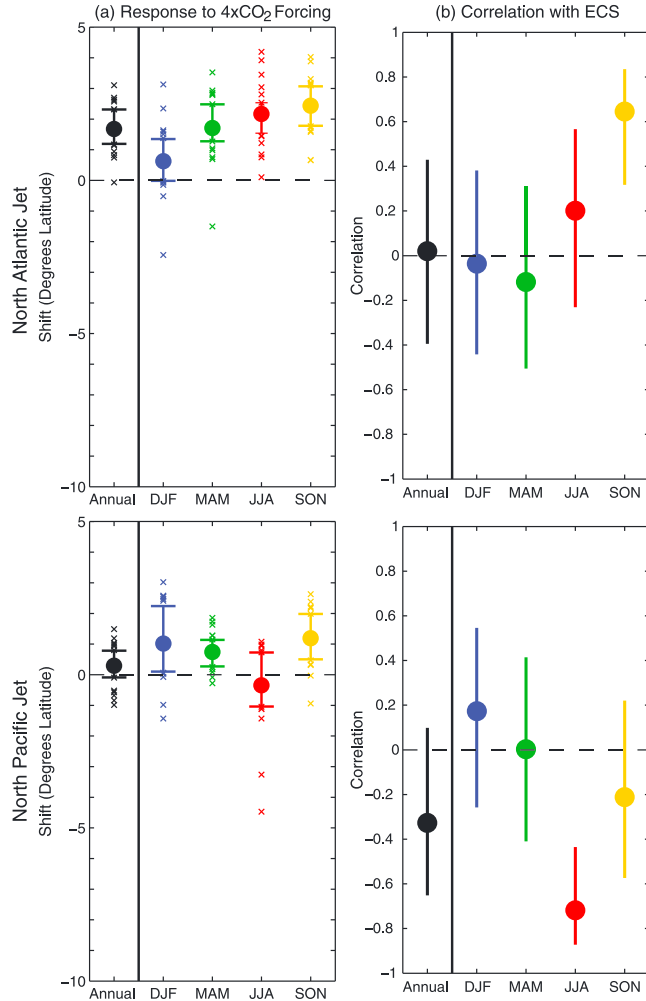 (a) Response to 4xCO2 Forcing
(b) Correlation with ECS
North Atlantic Jet
Shift (Degrees Latitude)
5
0
−5
−10
Annual DJF MAM JJA SON
Correlation
1
0.8
0.6
0.4
0.2
0
−0.2
−0.4
−0.6
−0.8
−1
Annual DJF MAM JJA SON
North Pacific Jet
Shift (Degrees Latitude)
5
0
−5
−10
Annual DJF MAM JJA SON
Correlation
1
0.8
0.6
0.4
0.2
0
−0.2
−0.4
−0.6
−0.8
−1
Annual DJF MAM JJA SON